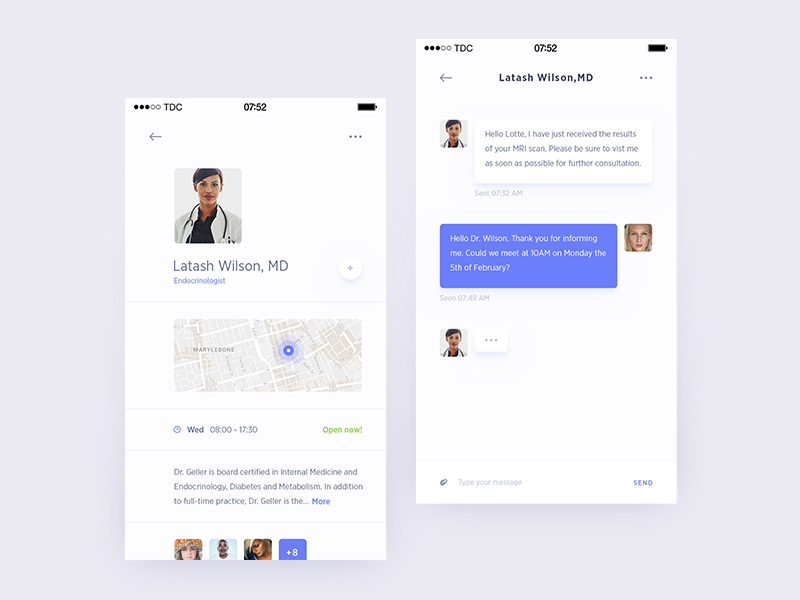 TDC 07:52
Latash Wilson, MD
Endocrinologist
MARYLEBONE
Wed 08:00 - 17:30 Open now!
Dr. Geller is board certified in Internal Medicine and
Endocrinology, Diabetes and Metabolism. In addition
to full-time practice, Dr. Geller is the... More
+8
TDC 07:52
Latash Wilson,MD
Hello Lotte, I have just received the results
of your MRI scan. Please be sure to vist me
as soon as possible for further consultation.
Sent 07:32 AM
Hello Dr. Wilson. Thank you for informing
me. Could we meet at 10AM on Monday the
5th of February?
Seen 07:48 AM
Type your message SEND